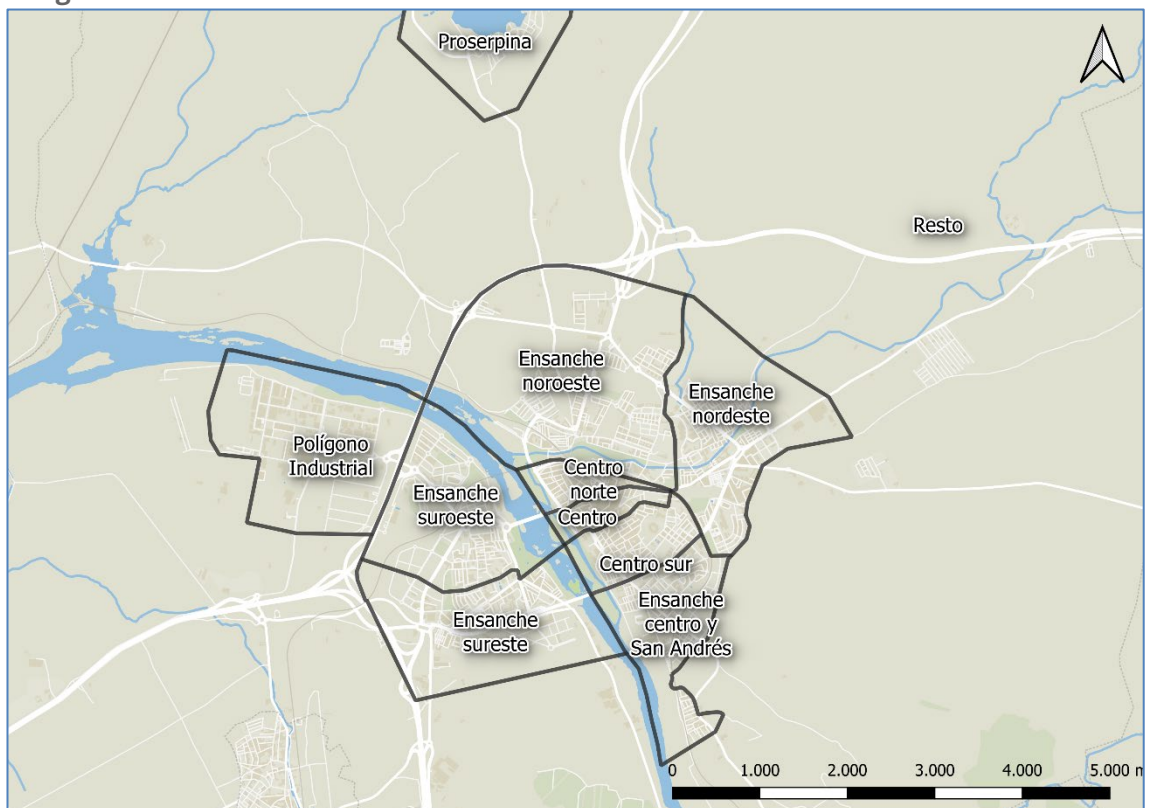 Proserpina
Resto
Ensanche
noroeste
Ensanche
nordeste
Polígono
Industrial
Centro
norte
Ensanche
suroeste
Centro
Centro sur
Ensanche
sureste
Ensanche
centro y
San Andrés
0 1.000 2.000 3.000 4.000 5.000 m